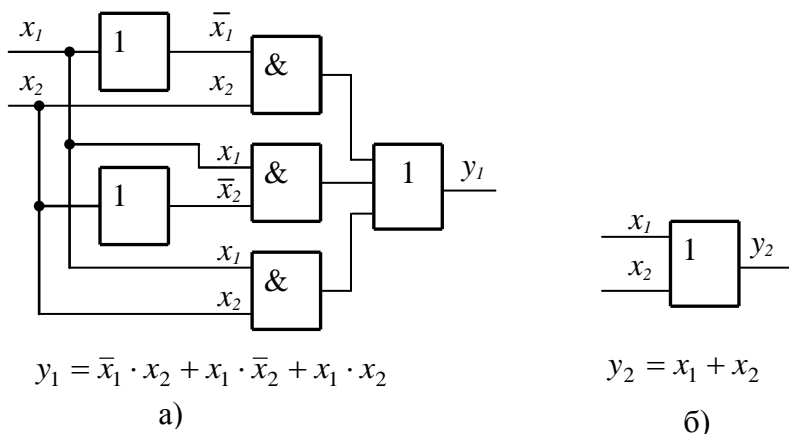 x̄₁
x₁ 1 &
x₂ x₂
x₁
1 & 1 y₁
x̄₂
x₁ x₁
& 1 y₂
x₂ x₂
y₁ = x̄₁ · x₂ + x₁ · x̄₂ + x₁ · x₂ y₂ = x₁ + x₂
а) б)